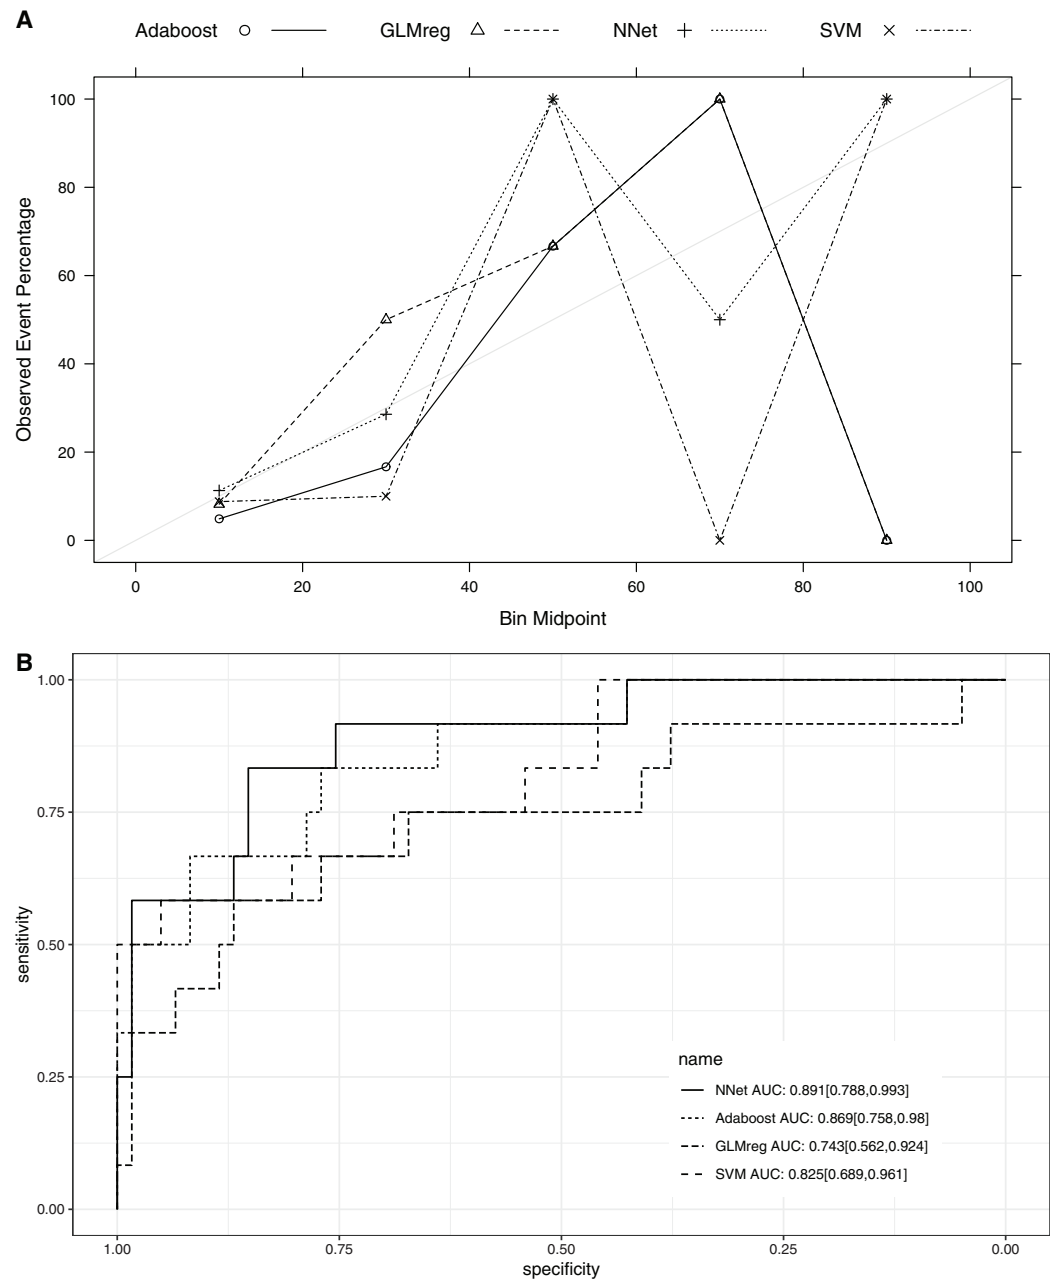 A
Adaboost GLMreg NNet SVM
100
80
60
40
20
0
Observed Event Percentage
0 20 40 60 80 100
Bin Midpoint
B
1.00
0.75
0.50
0.25
0.00
sensitivity
name
NNet AUC: 0.891[0.788,0.993]
Adaboost AUC: 0.869[0.758,0.98]
GLMreg AUC: 0.743[0.562,0.924]
SVM AUC: 0.825[0.689,0.961]
1.00 0.75 0.50 0.25 0.00
specificity